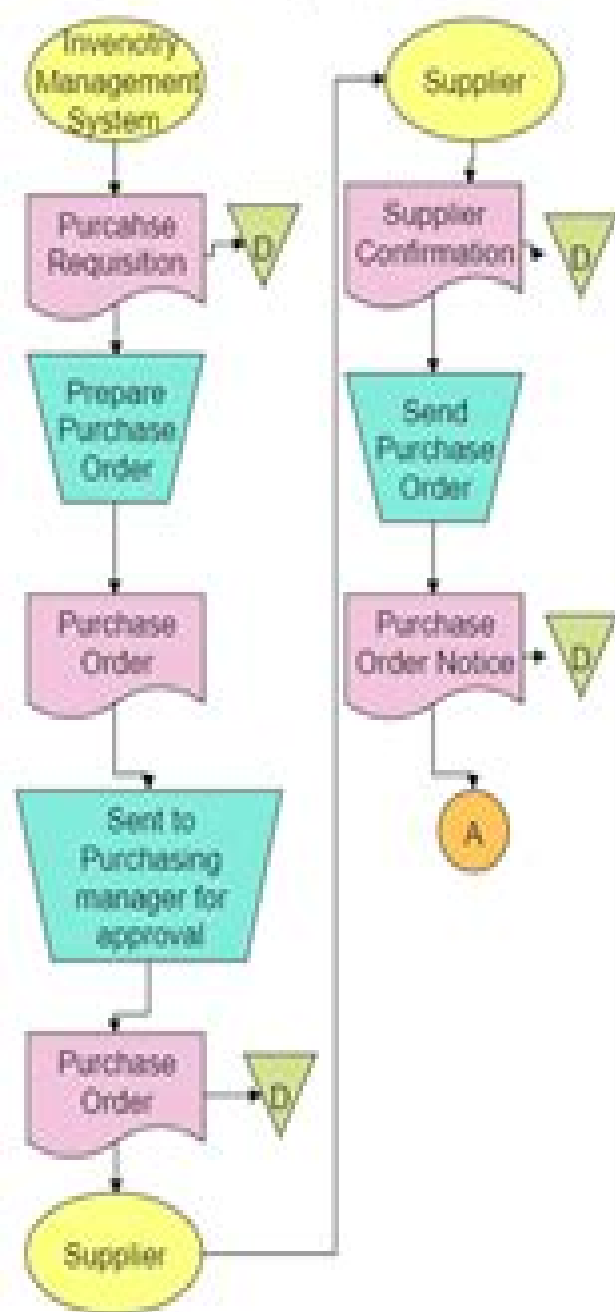 Invenotry
Management
System
Purcahse
Requisition
D
Prepare
Purchase
Order
Purchase
Order
Sent to
Purchasing
manager for
approval
Purchase
Order
D
Supplier
Supplier
Supplier
Confirmation
D
Send
Purchase
Order
Purchase
Order Notice
D
A